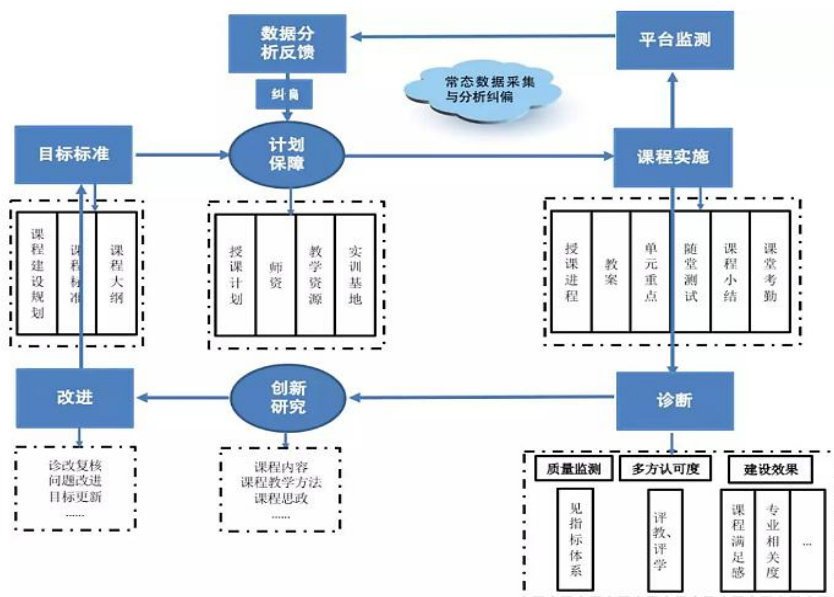 数据分
析反馈
平台监测
常态数据采集
与分析纠偏
纠偏
目标标准
计划
保障
课程实施
课程建设规划
课程标准
课程大纲
授课计划
师资
教学资源
实训基地
授课进程
教案
单元重点
随堂测试
课程小结
课堂考勤
改进
创新
研究
诊断
诊改复核
问题改进
目标更新
......
课程内容
课程教学方法
课程思政
......
质量监测
多方认可度
建设效果
见指标体系
评教、评学
课程满足感
专业相关度
...